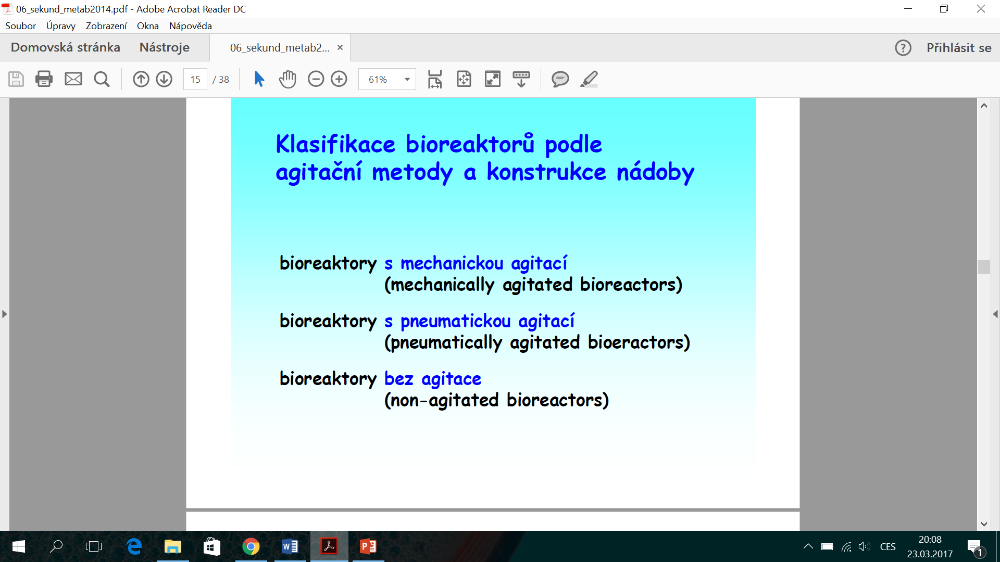 06_sekund_metab2014.pdf - Adobe Acrobat Reader DC
Soubor Úpravy Zobrazení Okna Nápověda
Domovská stránka Nástroje 06_sekund_metab2... × ? Přihlásit se
15 / 38 61%
Klasifikace bioreaktorů podle
agitační metody a konstrukce nádoby
bioreaktory s mechanickou agitací
(mechanically agitated bioreactors)
bioreaktory s pneumatickou agitací
(pneumatically agitated bioeractors)
bioreaktory bez agitace
(non-agitated bioreactors)
CES
20:08
23.03.2017
1